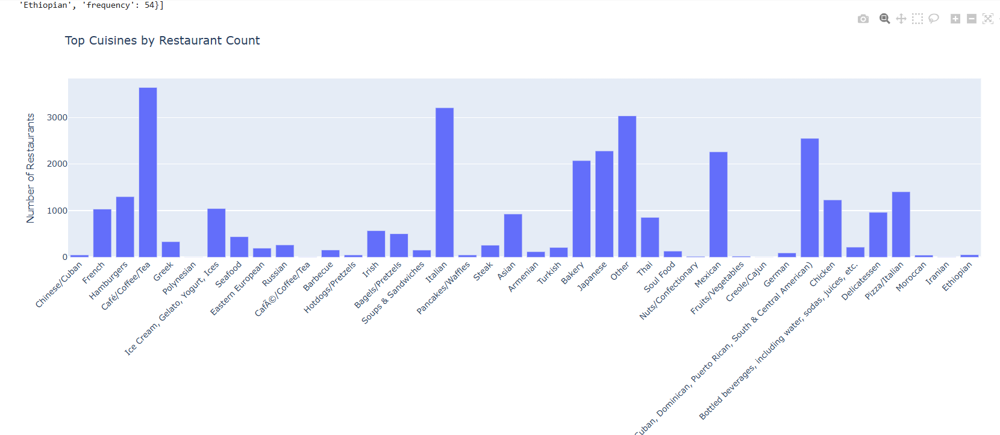 'Ethiopian', 'frequency': 54}]
Top Cuisines by Restaurant Count
Number of Restaurants
3000
2000
1000
0
Chinese/Cuban
French
Hamburgers
Café/Coffee/Tea
Greek
Polynesian
Ice Cream, Gelato, Yogurt, Ices
Seafood
Eastern European
Russian
CafÃ©/Coffee/Tea
Barbecue
Hotdogs/Pretzels
Irish
Bagels/Pretzels
Soups & Sandwiches
Italian
Pancakes/Waffles
Steak
Asian
Armenian
Turkish
Bakery
Japanese
Other
Thai
Soul Food
Nuts/Confectionary
Mexican
Fruits/Vegetables
Creole/Cajun
German
Cuban, Dominican, Puerto Rican, South & Central American)
Chicken
Bottled beverages, including water, sodas, juices, etc.
Delicatessen
Pizza/Italian
Moroccan
Iranian
Ethiopian